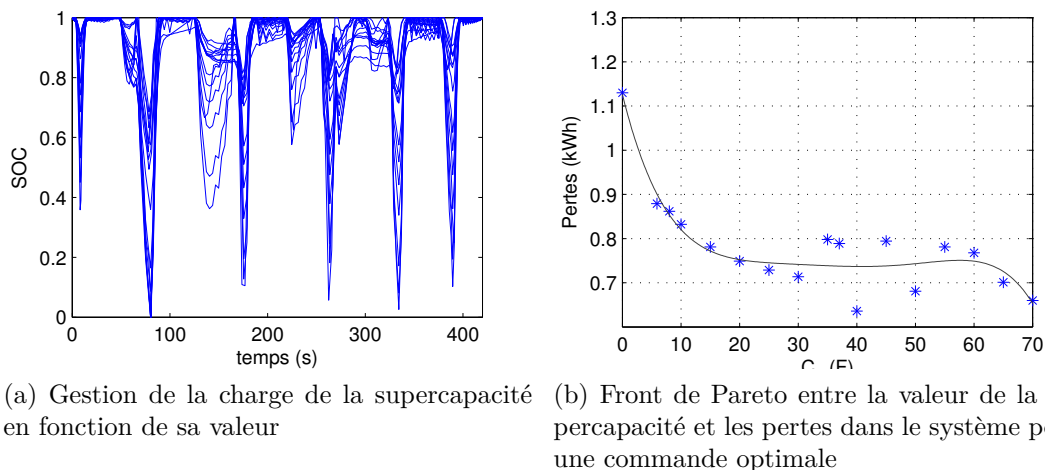 1
0.8
0.6
0.4
0.2
0
SOC
0 100 200 300 400
temps (s)
1.3
1.2
1.1
1
0.9
0.8
0.7
Pertes (kWh)
0 10 20 30 40 50 60 70
(a) Gestion de la charge de la supercapacité
en fonction de sa valeur
(b) Front de Pareto entre la valeur de la
percapacité et les pertes dans le système
une commande optimale